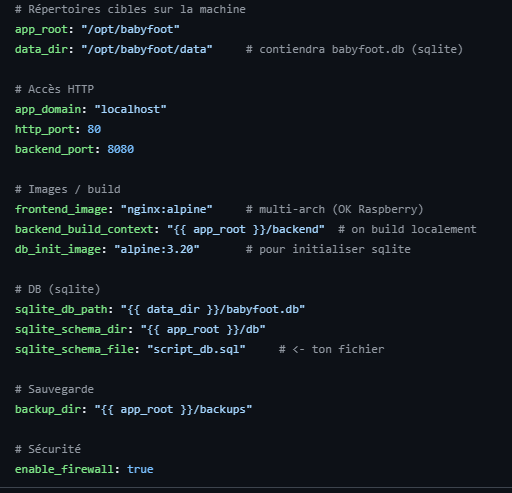 # Répertoires cibles sur la machine
app_root: "/opt/babyfoot"
data_dir: "/opt/babyfoot/data"     # contiendra babyfoot.db (sqlite)

# Accès HTTP
app_domain: "localhost"
http_port: 80
backend_port: 8080

# Images / build
frontend_image: "nginx:alpine"     # multi-arch (OK Raspberry)
backend_build_context: "{{ app_root }}/backend"  # on build localement
db_init_image: "alpine:3.20"       # pour initialiser sqlite

# DB (sqlite)
sqlite_db_path: "{{ data_dir }}/babyfoot.db"
sqlite_schema_dir: "{{ app_root }}/db"
sqlite_schema_file: "script_db.sql"     # <- ton fichier

# Sauvegarde
backup_dir: "{{ app_root }}/backups"

# Sécurité
enable_firewall: true